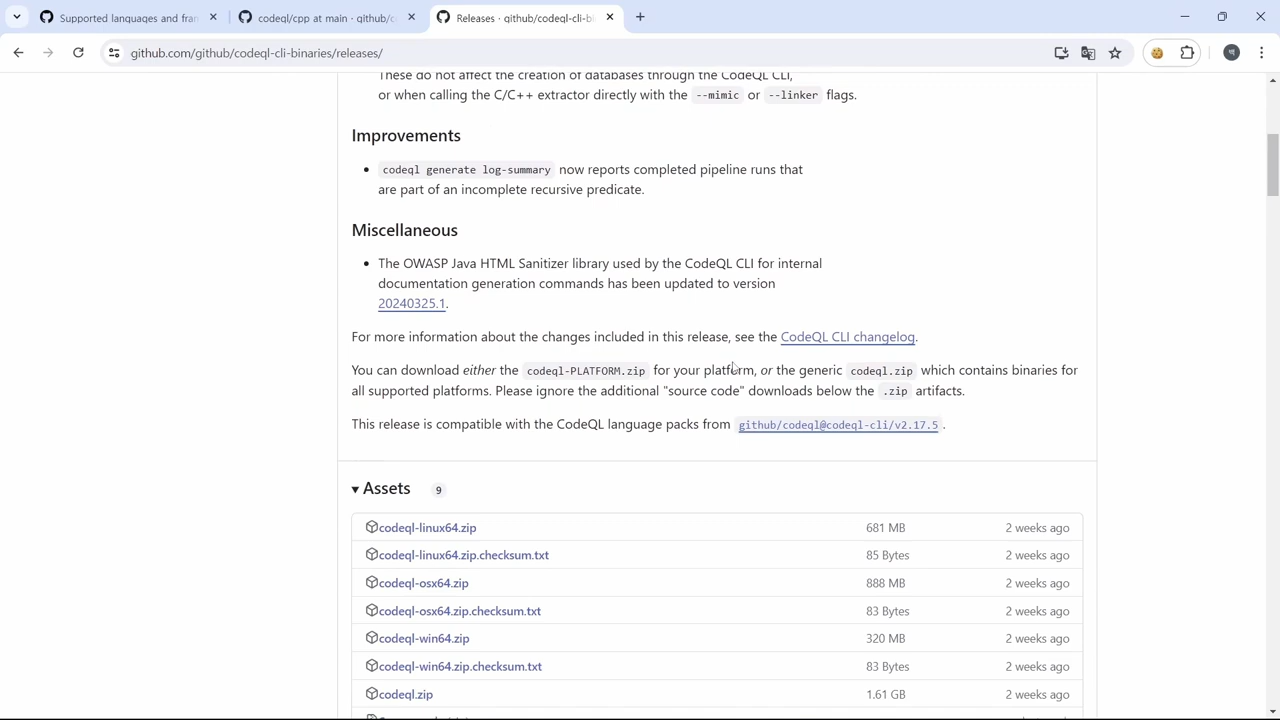 Supported languages and fran
codeql/cpp at main · github/c
Releases · github/codeql-cli-bi
github.com/github/codeql-cli-binaries/releases/
These do not affect the creation of databases through the CodeQL CLI,
or when calling the C/C++ extractor directly with the --mimic or --linker flags.
Improvements
codeql generate log-summary now reports completed pipeline runs that
are part of an incomplete recursive predicate.
Miscellaneous
The OWASP Java HTML Sanitizer library used by the CodeQL CLI for internal
documentation generation commands has been updated to version
20240325.1.
For more information about the changes included in this release, see the CodeQL CLI changelog.
You can download either the codeql-PLATFORM.zip for your platform, or the generic codeql.zip which contains binaries for
all supported platforms. Please ignore the additional "source code" downloads below the .zip artifacts.
This release is compatible with the CodeQL language packs from github/codeql@codeql-cli/v2.17.5.
Assets 9
codeql-linux64.zip 681 MB 2 weeks ago
codeql-linux64.zip.checksum.txt 85 Bytes 2 weeks ago
codeql-osx64.zip 888 MB 2 weeks ago
codeql-osx64.zip.checksum.txt 83 Bytes 2 weeks ago
codeql-win64.zip 320 MB 2 weeks ago
codeql-win64.zip.checksum.txt 83 Bytes 2 weeks ago
codeql.zip 1.61 GB 2 weeks ago